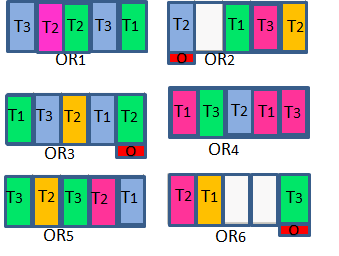 T3 T2 T2 T3 T1
OR1
T2 T1 T3 T2
O
OR2
T1 T3 T2 T1 T2
O
OR3
T1 T3 T2 T1 T3
OR4
T3 T2 T3 T2 T1
OR5
T2 T1 T3
O
OR6